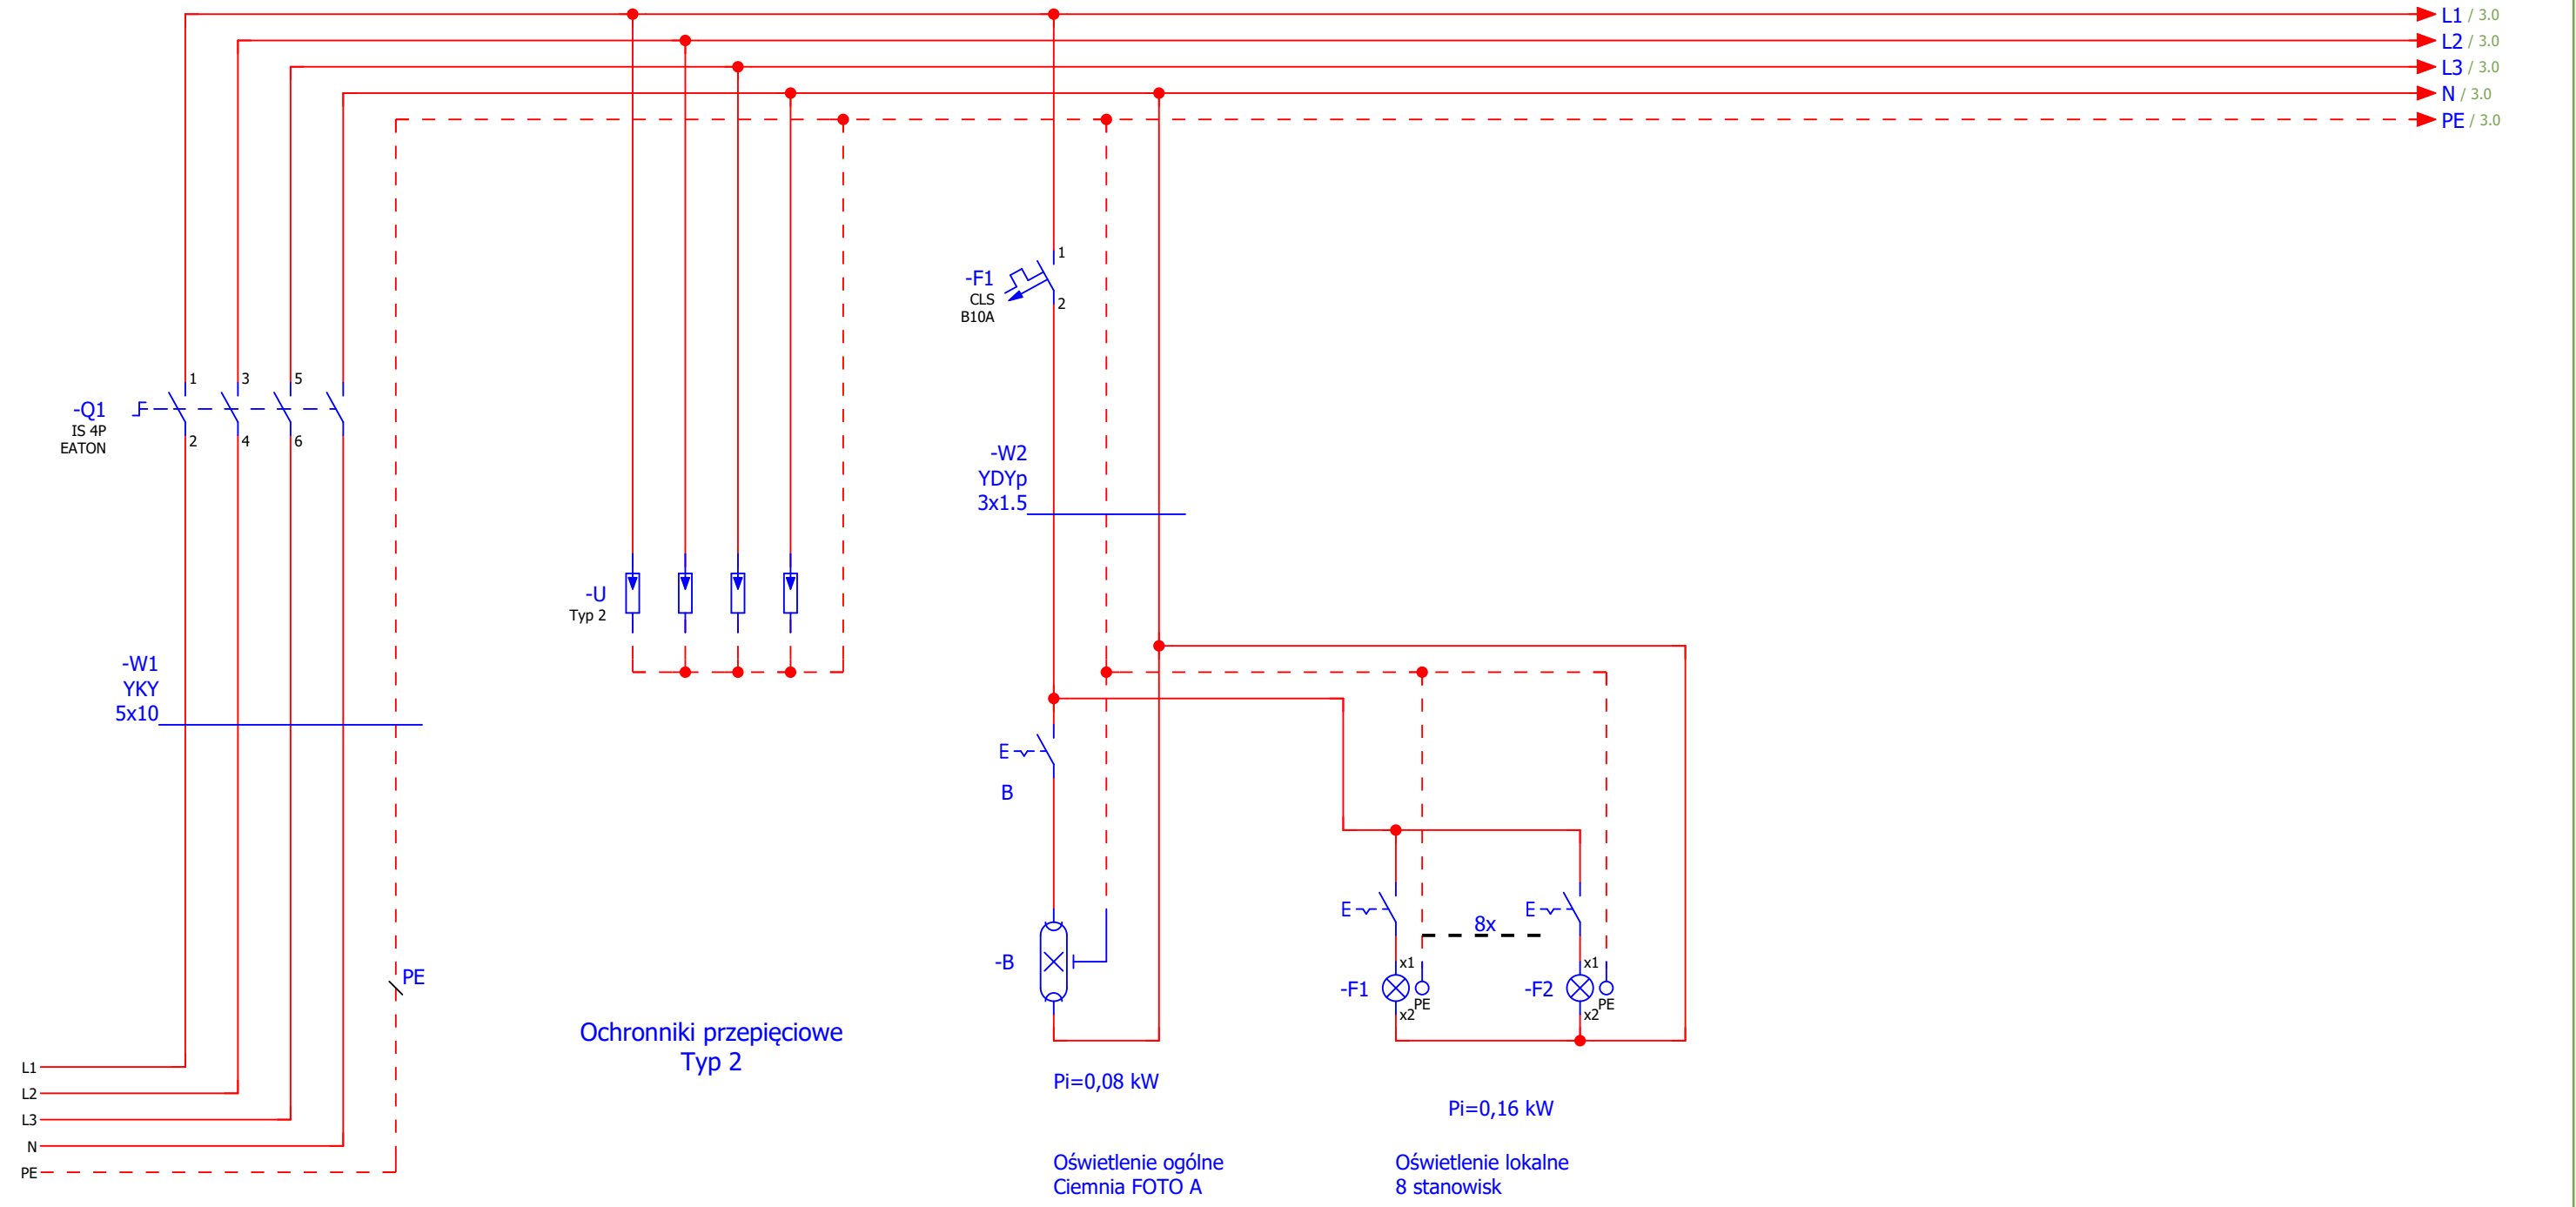 L1 / 3.0
L2 / 3.0
L3 / 3.0
N / 3.0
PE / 3.0
-F1
CLS
B10A
1
2
-Q1
IS 4P
EATON
1
3
5
2
4
6
-W2
YDYp
3x1.5
-U
Typ 2
-W1
YKY
5x10
B
8x
-B
x1
-F1
PE
x2
x1
-F2
PE
x2
PE
Ochronniki przepięciowe
Typ 2
L1
L2
L3
N
PE
Pi=0,08 kW
Pi=0,16 kW
Oświetlenie ogólne
Ciemnia FOTO A
Oświetlenie lokalne
8 stanowisk